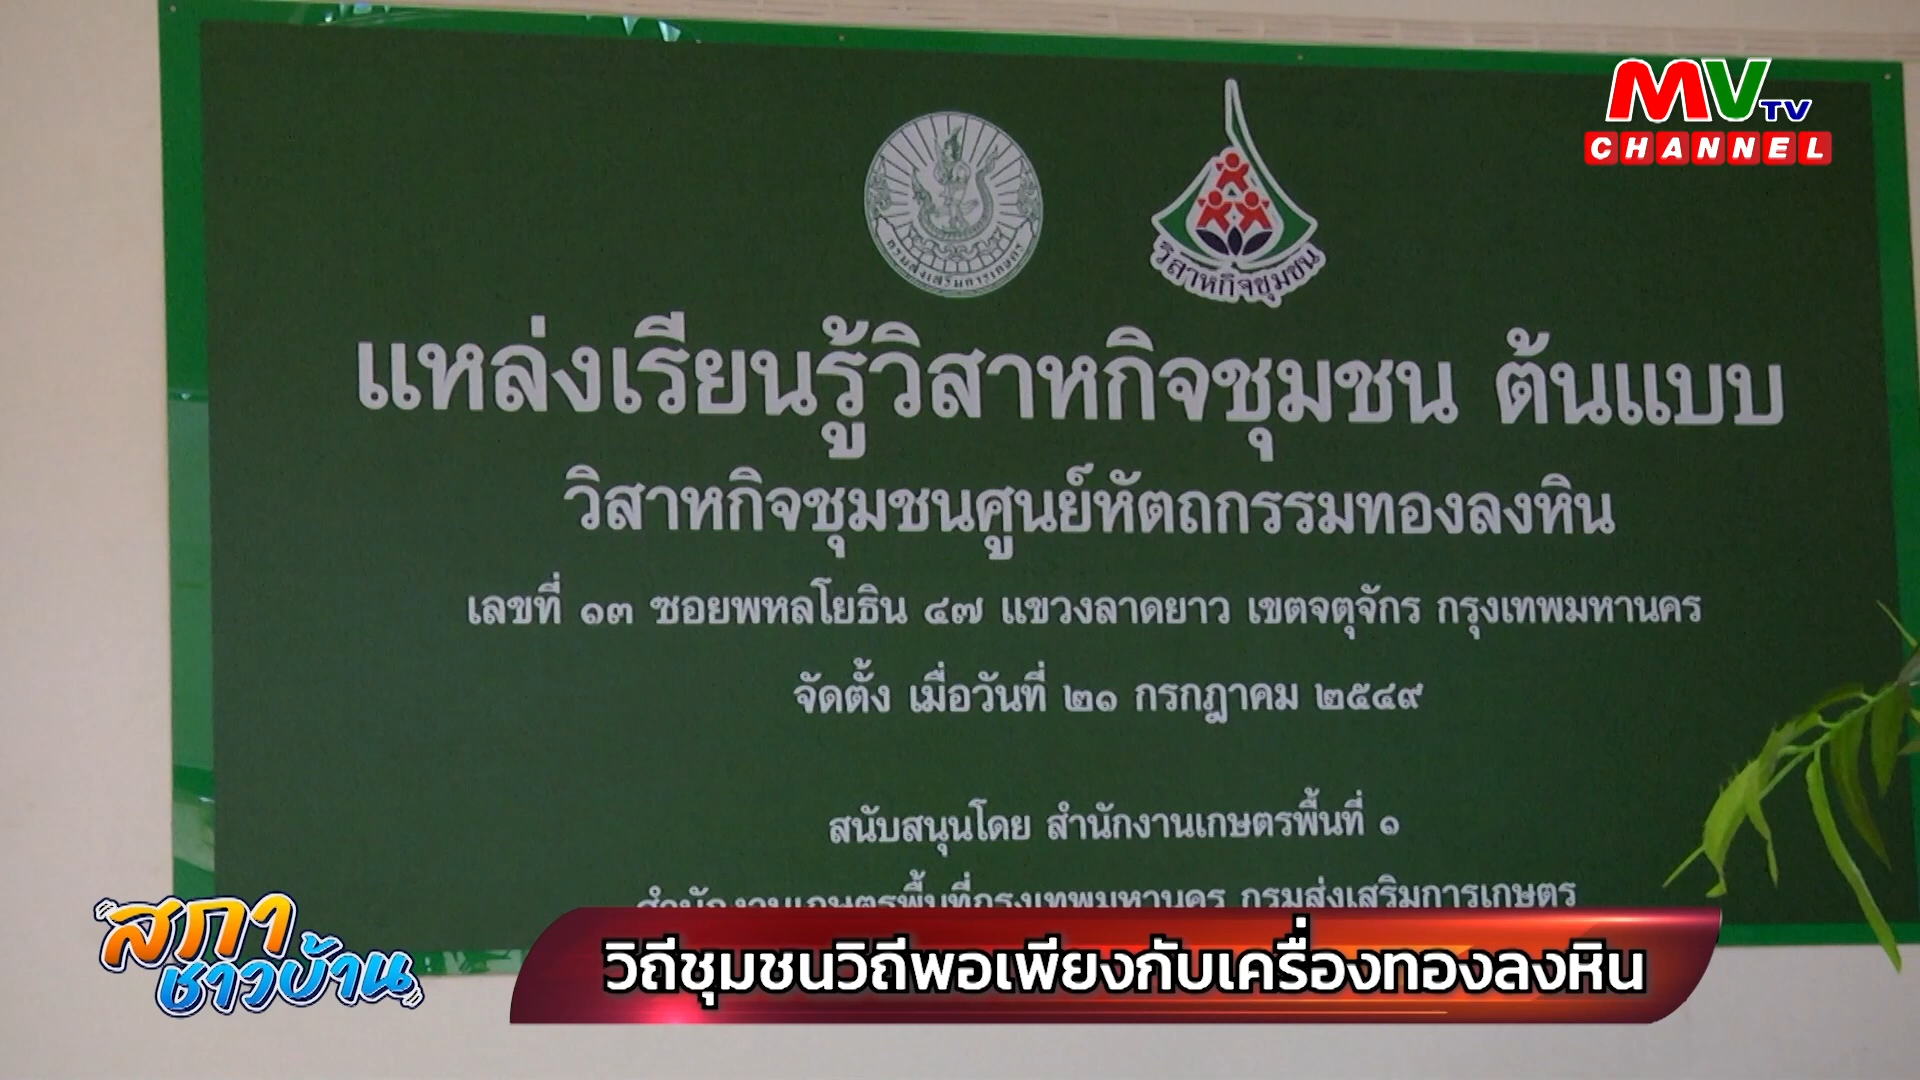 MVTV
CHANNEL
กรมส่งเสริมการเกษตร
วิสาหกิจชุมชน
แหล่งเรียนรู้วิสาหกิจชุมชน ต้นแบบ
วิสาหกิจชุมชนศูนย์หัตถกรรมทองลงหิน
เลขที่ ๑๓ ซอยพหลโยธิน ๔๗ แขวงลาดยาว เขตจตุจักร กรุงเทพมหานคร
จัดตั้ง เมื่อวันที่ ๒๑ กรกฎาคม ๒๕๔๙
สนับสนุนโดย สำนักงานเกษตรพื้นที่ ๑
สำนักงานเกษตรพื้นที่กรุงเทพมหานคร กรมส่งเสริมการเกษตร
สภา
ชาวบ้าน
วิถีชุมชนวิถีพอเพียงกับเครื่องทองลงหิน